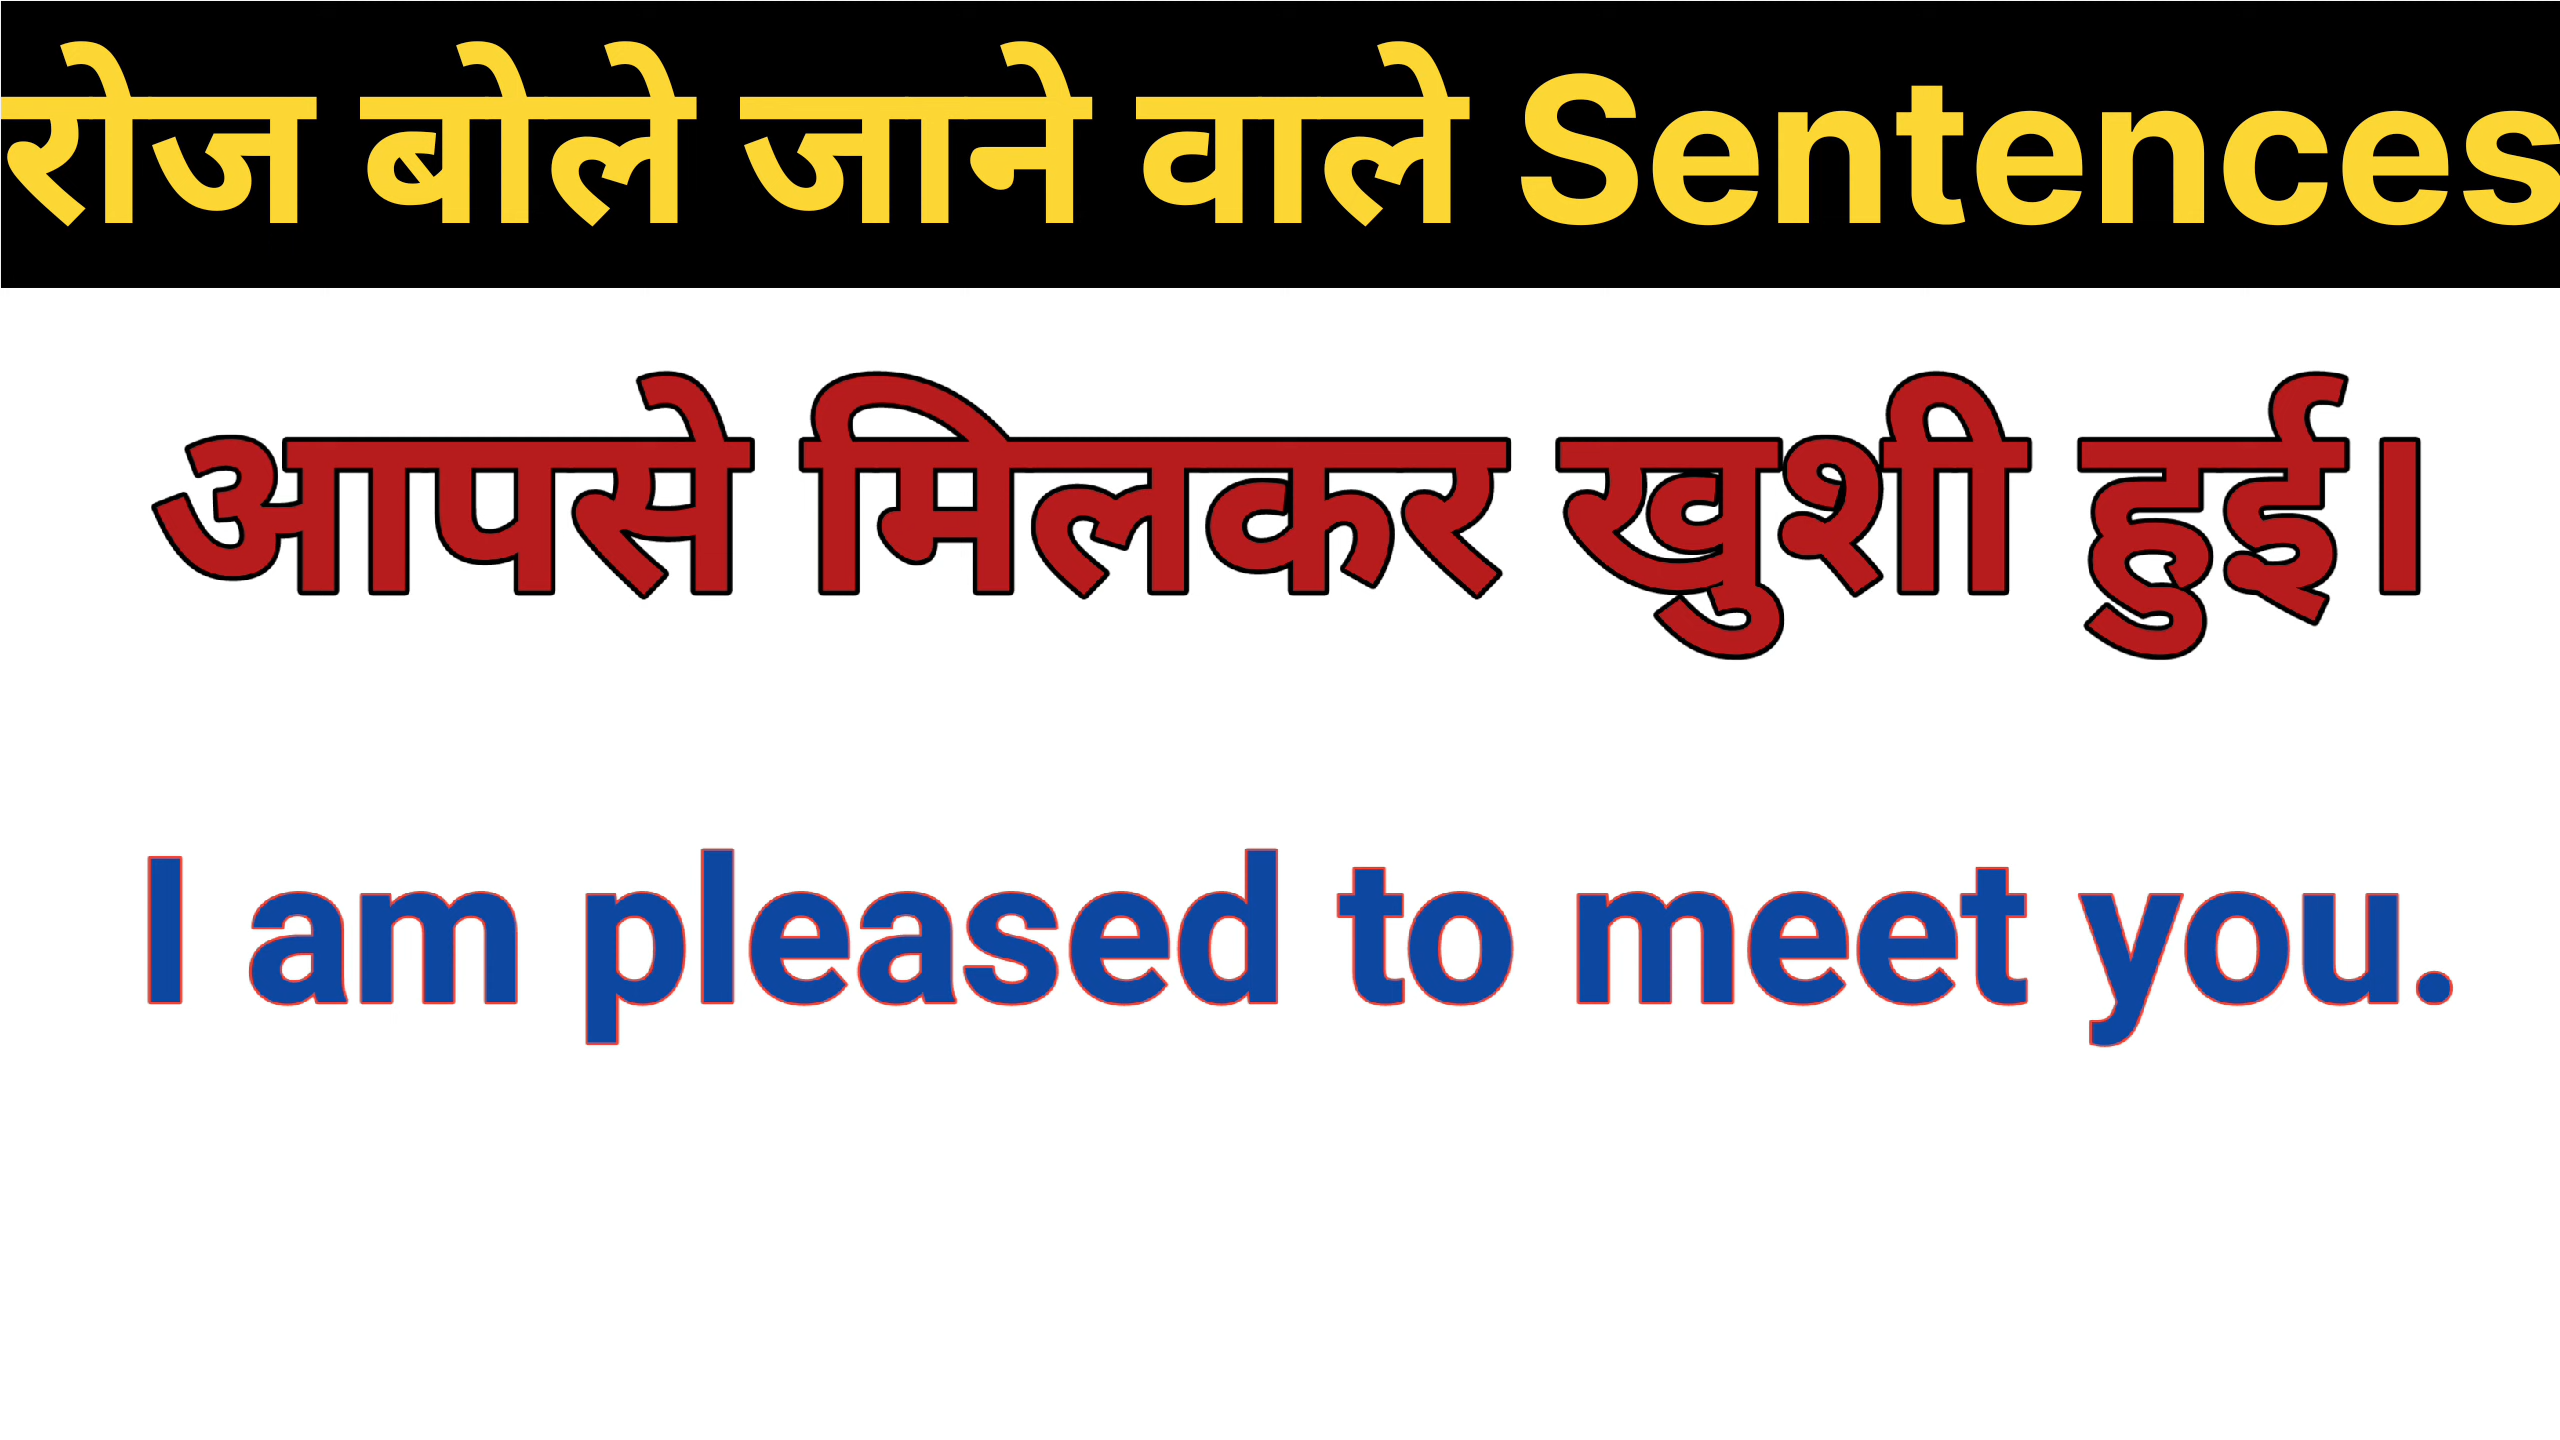 रोज बोले जाने वाले Sentences
आपसे मिलकर खुशी हुई।
I am pleased to meet you.